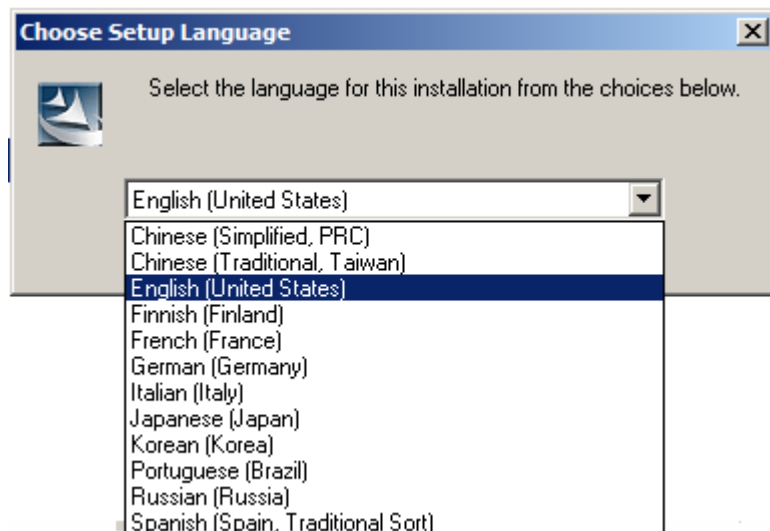 Choose Setup Language
Select the language for this installation from the choices below.
English (United States)
Chinese (Simplified, PRC)
Chinese (Traditional, Taiwan)
English (United States)
Finnish (Finland)
French (France)
German (Germany)
Italian (Italy)
Japanese (Japan)
Korean (Korea)
Portuguese (Brazil)
Russian (Russia)
Spanish (Spain, Traditional Sort)